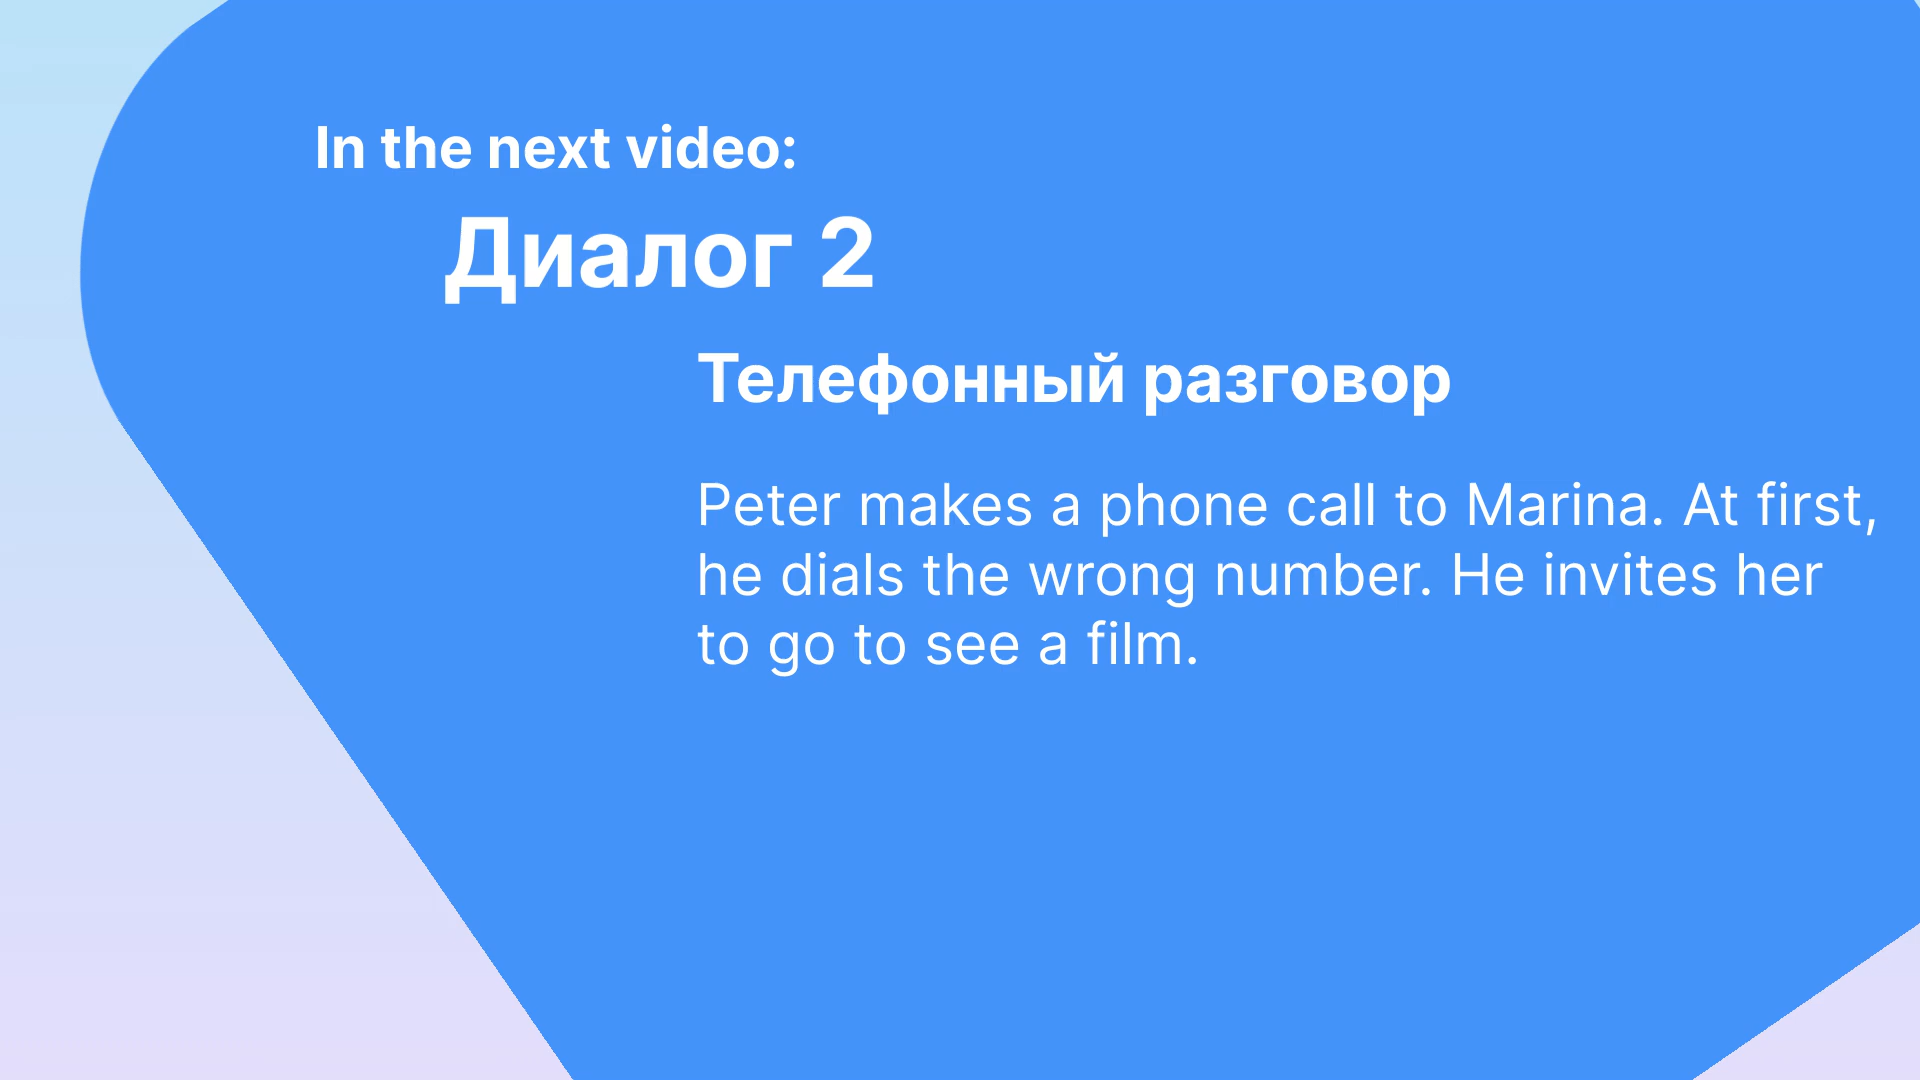 In the next video:
Диалог 2
Телефонный разговор
Peter makes a phone call to Marina. At first,
he dials the wrong number. He invites her
to go to see a film.